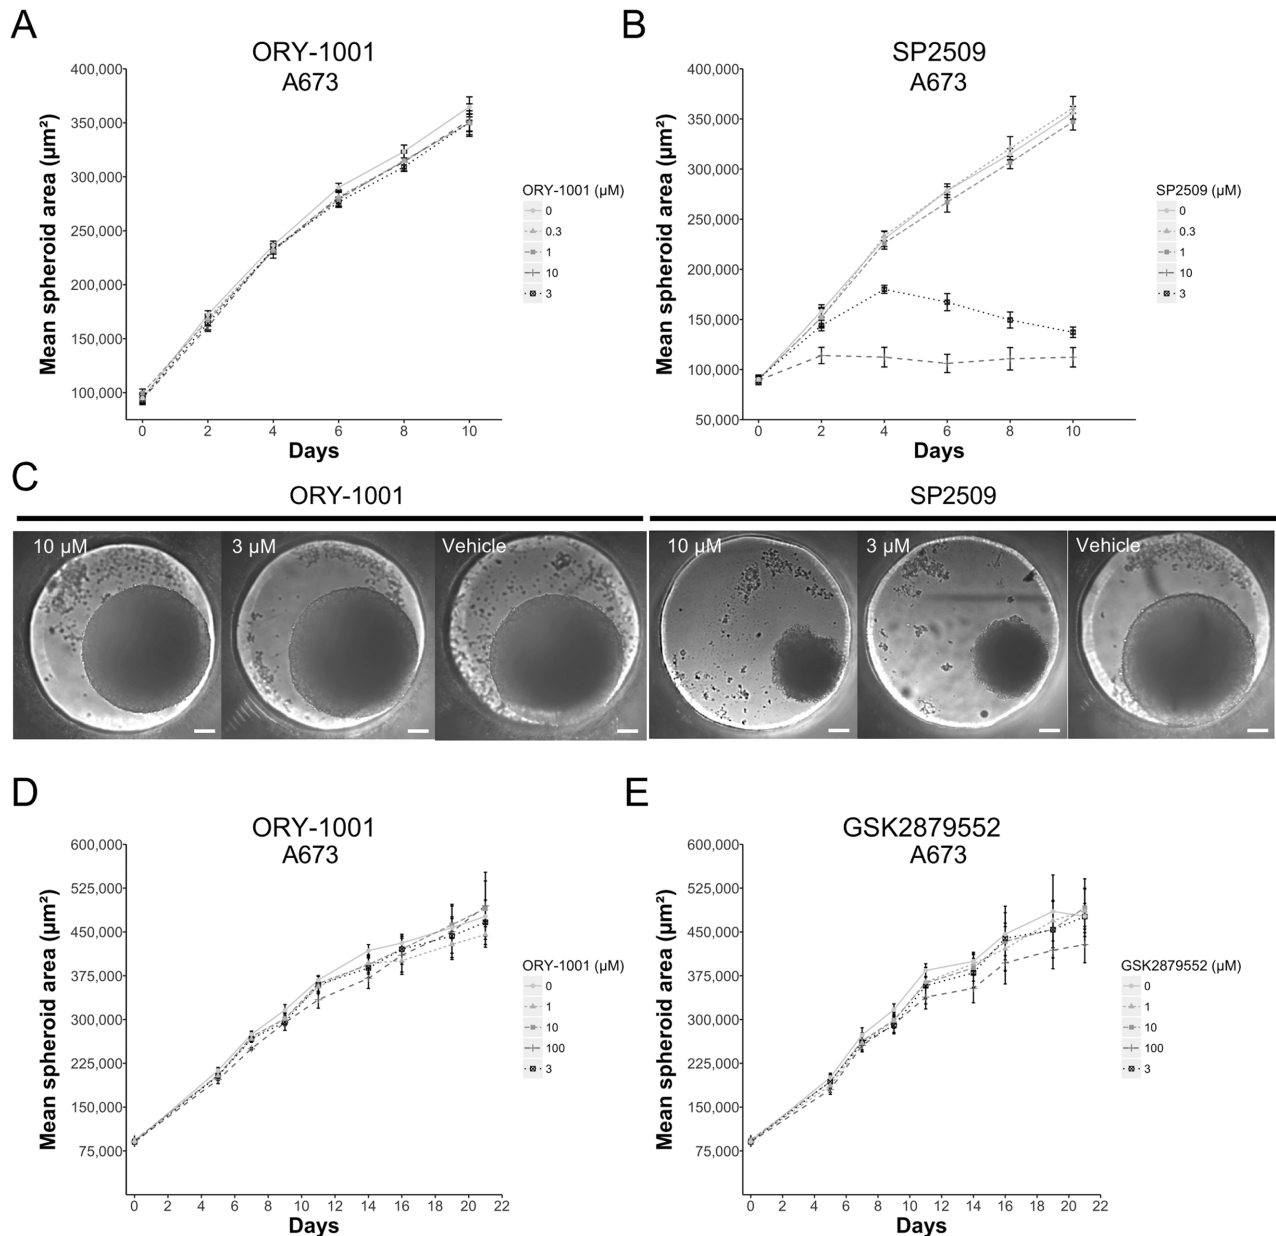 A
ORY-1001
A673
400,000
350,000
300,000
250,000
200,000
150,000
100,000
Mean spheroid area (µm²)
0 2 4 6 8 10
Days
ORY-1001 (µM)
0
0.3
1
10
3
B
SP2509
A673
400,000
350,000
300,000
250,000
200,000
150,000
100,000
50,000
Mean spheroid area (µm²)
0 2 4 6 8 10
Days
SP2509 (µM)
0
0.3
1
10
3
C
ORY-1001
10 µM 3 µM Vehicle
SP2509
10 µM 3 µM Vehicle
D
ORY-1001
A673
600,000
525,000
450,000
375,000
300,000
225,000
150,000
75,000
Mean spheroid area (µm²)
0 2 4 6 8 10 12 14 16 18 20 22
Days
ORY-1001 (µM)
0
1
10
100
3
E
GSK2879552
A673
600,000
525,000
450,000
375,000
300,000
225,000
150,000
75,000
Mean spheroid area (µm²)
0 2 4 6 8 10 12 14 16 18 20 22
Days
GSK2879552 (µM)
0
1
10
100
3